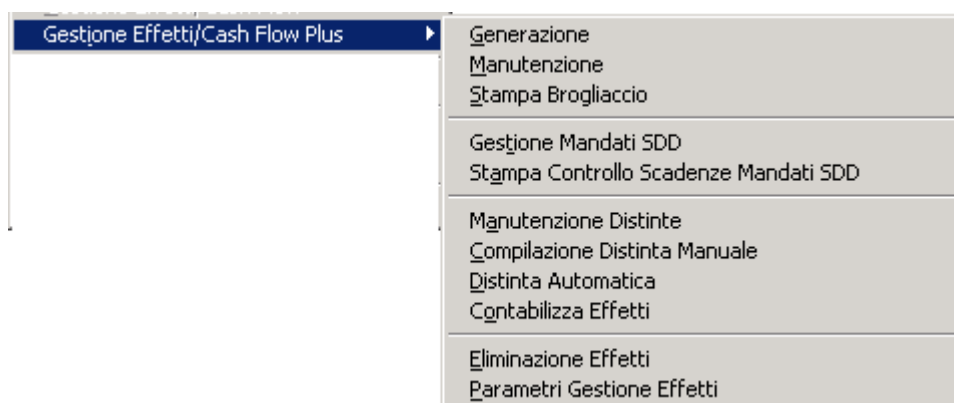 Gestione Effetti/Cash Flow Plus
Generazione
Manutenzione
Stampa Brogliaccio
Gestione Mandati SDD
Stampa Controllo Scadenze Mandati SDD
Manutenzione Distinte
Compilazione Distinta Manuale
Distinta Automatica
Contabilizza Effetti
Eliminazione Effetti
Parametri Gestione Effetti